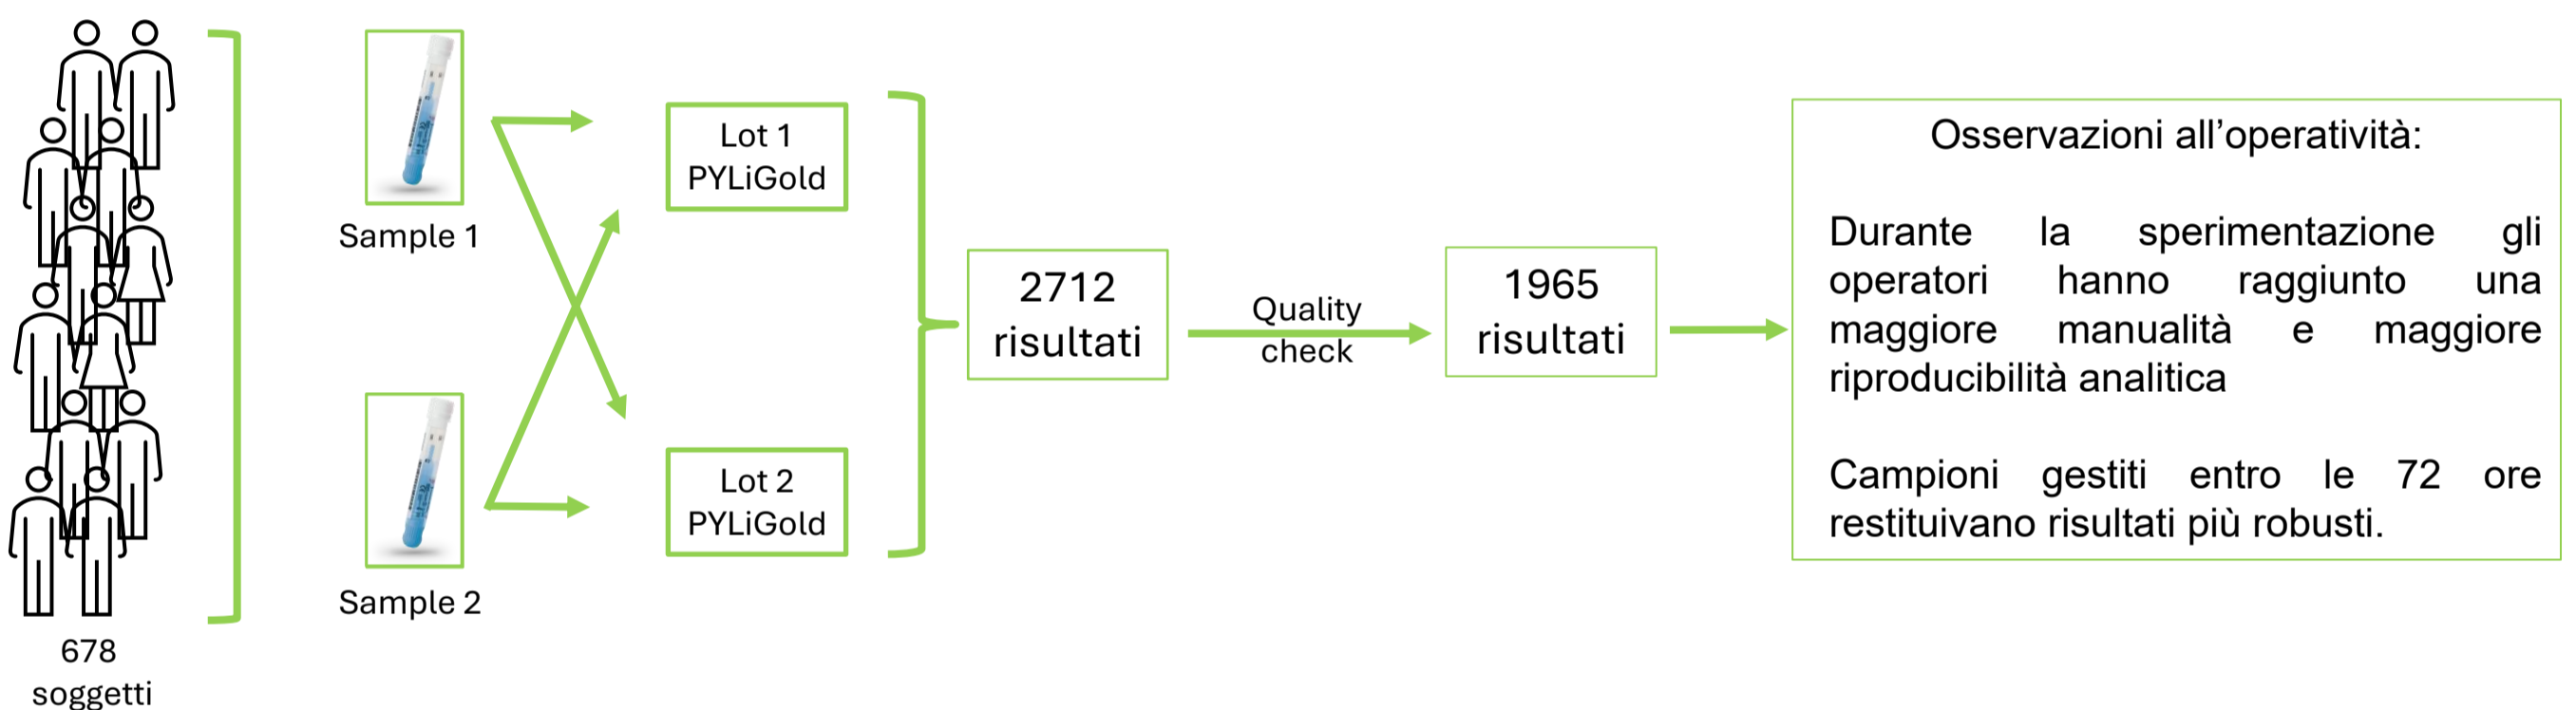 678
soggetti
Sample 1
Sample 2
Lot 1
PYLiGold
Lot 2
PYLiGold
2712
risultati
Quality
check
1965
risultati
Osservazioni all’operatività:
Durante la sperimentazione gli
operatori hanno raggiunto una
maggiore manualità e maggiore
riproducibilità analitica
Campioni gestiti entro le 72 ore
restituivano risultati più robusti.